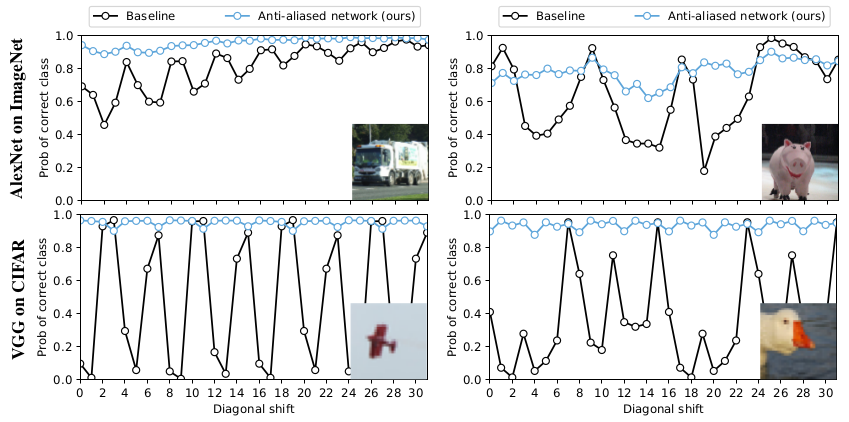 Baseline Anti-aliased network (ours) Baseline Anti-aliased network (ours)
AlexNet on ImageNet
Prob of correct class
1.0
0.8
0.6
0.4
0.2
0.0
Prob of correct class
1.0
0.8
0.6
0.4
0.2
0.0
VGG on CIFAR
Prob of correct class
1.0
0.8
0.6
0.4
0.2
0.0
0 2 4 6 8 10 12 14 16 18 20 22 24 26 28 30
Diagonal shift
Prob of correct class
1.0
0.8
0.6
0.4
0.2
0.0
0 2 4 6 8 10 12 14 16 18 20 22 24 26 28 30
Diagonal shift